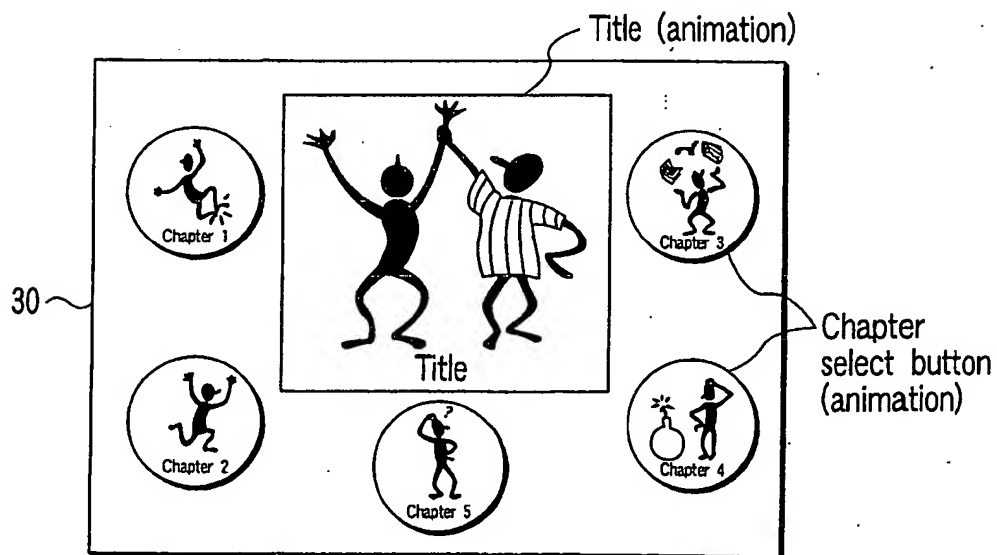 Title (animation)
Chapter 1
Chapter 3
30
Title
Chapter
select button
(animation)
Chapter 2
?
Chapter 5
Chapter 4